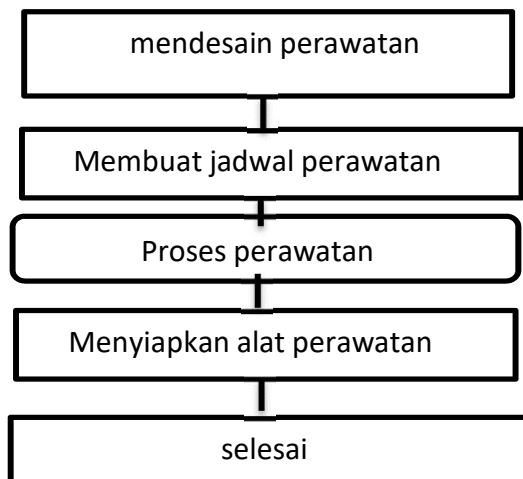 mendesain perawatan
Membuat jadwal perawatan
Proses perawatan
Menyiapkan alat perawatan
selesai